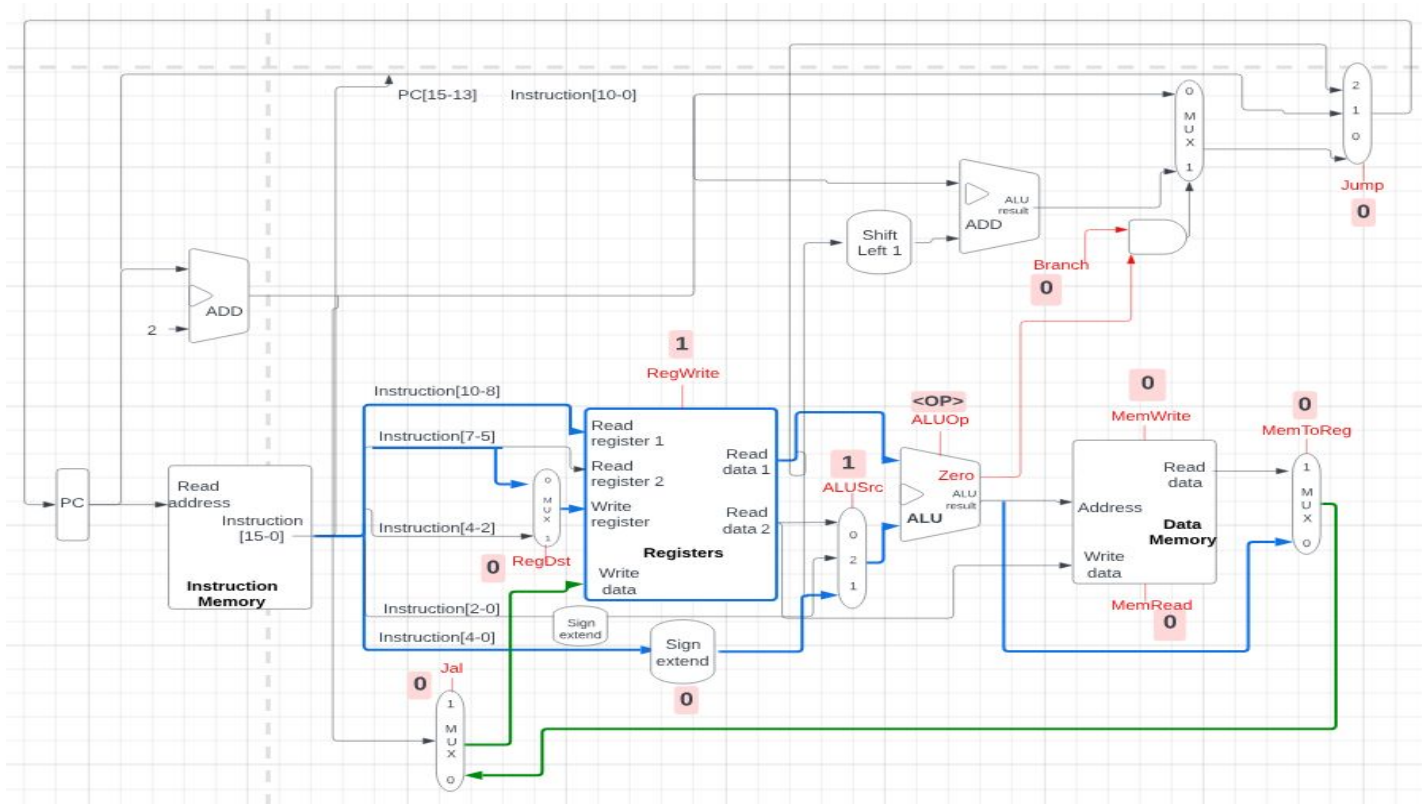 PC[15-13]
Instruction[10-0]
0
M
U
X
1
2
1
0
Jump
0
ALU
result
ADD
Shift
Left 1
Branch
0
ADD
2
1
RegWrite
Instruction[10-8]
Instruction[7-5]
Instruction[4-2]
Instruction[2-0]
Instruction[4-0]
PC
Read
address
Instruction
[15-0]
Instruction
Memory
0
M
U
X
1
0
RegDst
Read
register 1
Read
register 2
Write
register
Write
data
Read
data 1
Read
data 2
Registers
Sign
extend
Sign
extend
0
1
ALUSrc
0
2
1
<OP>
ALUOp
Zero
ALU
result
ALU
0
MemWrite
Read
data
Address
Data
Memory
Write
data
MemRead
0
0
MemToReg
1
M
U
X
0
0
Jal
1
M
U
X
0